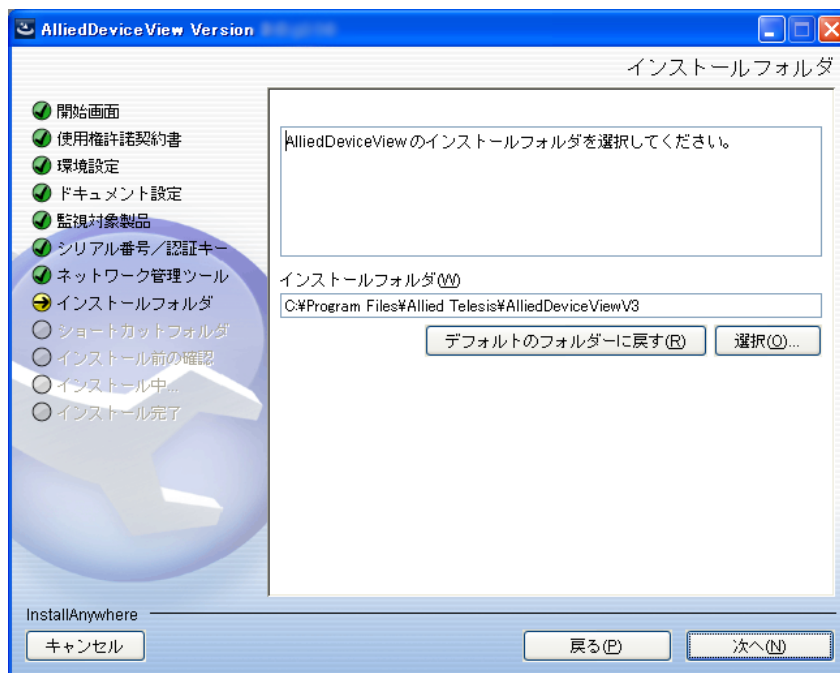 AlliedDeviceView Version
インストールフォルダ
開始画面
使用権許諾契約書
環境設定
ドキュメント設定
監視対象製品
シリアル番号／認証キー
ネットワーク管理ツール
インストールフォルダ
ショートカットフォルダ
インストール前の確認
インストール中...
インストール完了
AlliedDeviceViewのインストールフォルダを選択してください。
インストールフォルダ(W)
C:¥Program Files¥Allied Telesis¥AlliedDeviceViewV3
デフォルトのフォルダーに戻す(R)
選択(O)...
InstallAnywhere
キャンセル
戻る(P)
次へ(N)